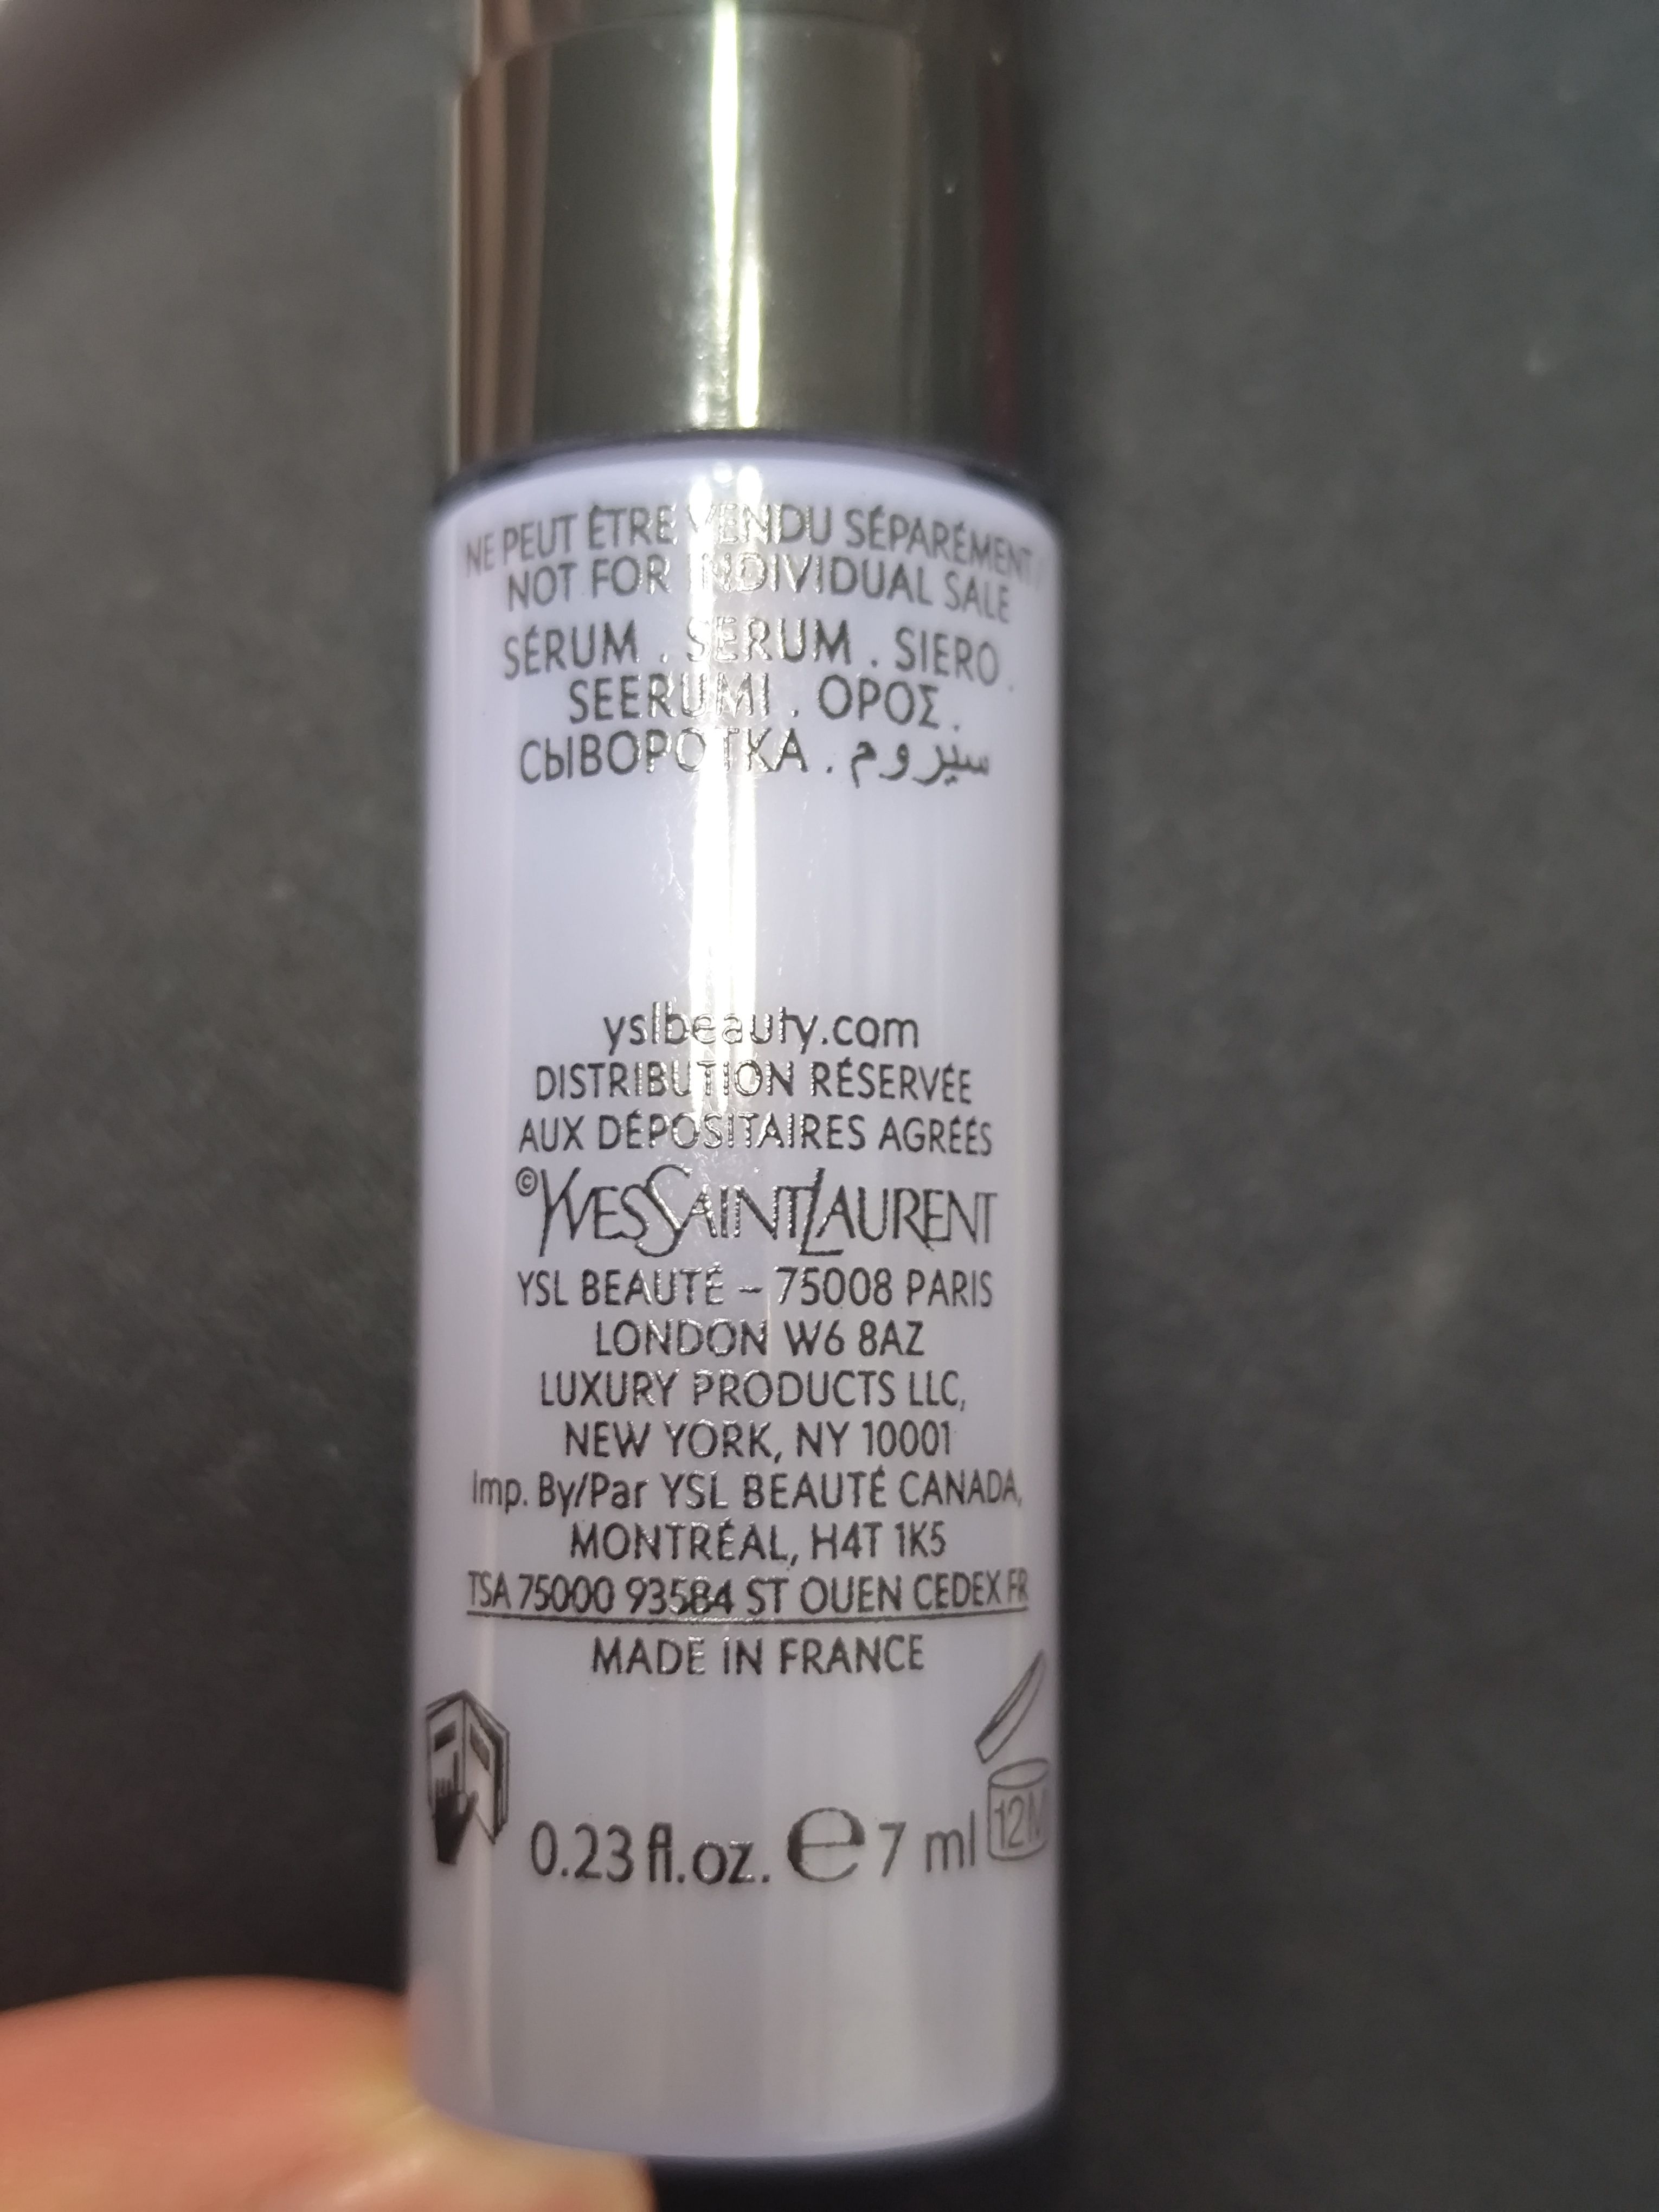 NE PEUT ÊTRE VENDU SÉPARÉMENT /
NOT FOR INDIVIDUAL SALE
SÉRUM . SERUM . SIERO .
SEERUMI . ΟΡΟΣ .
СЫВОРОТКА . سيروم
yslbeauty.com
DISTRIBUTION RÉSERVÉE
AUX DÉPOSITAIRES AGRÉÉS
©YVESSAINTLAURENT
YSL BEAUTÉ – 75008 PARIS
LONDON W6 8AZ
LUXURY PRODUCTS LLC,
NEW YORK, NY 10001
Imp. By/Par YSL BEAUTÉ CANADA,
MONTRÉAL, H4T 1K5
TSA 75000 93584 ST OUEN CEDEX FR
MADE IN FRANCE
0.23 fl.oz. e 7 ml 12M